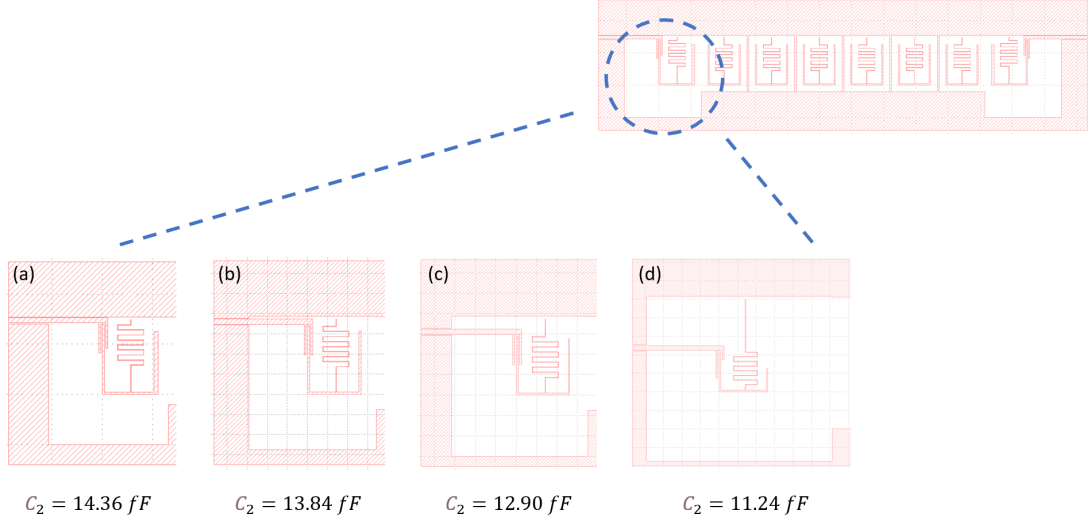 (a)
(b)
(c)
(d)
C₂ = 14.36 fF
C₂ = 13.84 fF
C₂ = 12.90 fF
C₂ = 11.24 fF